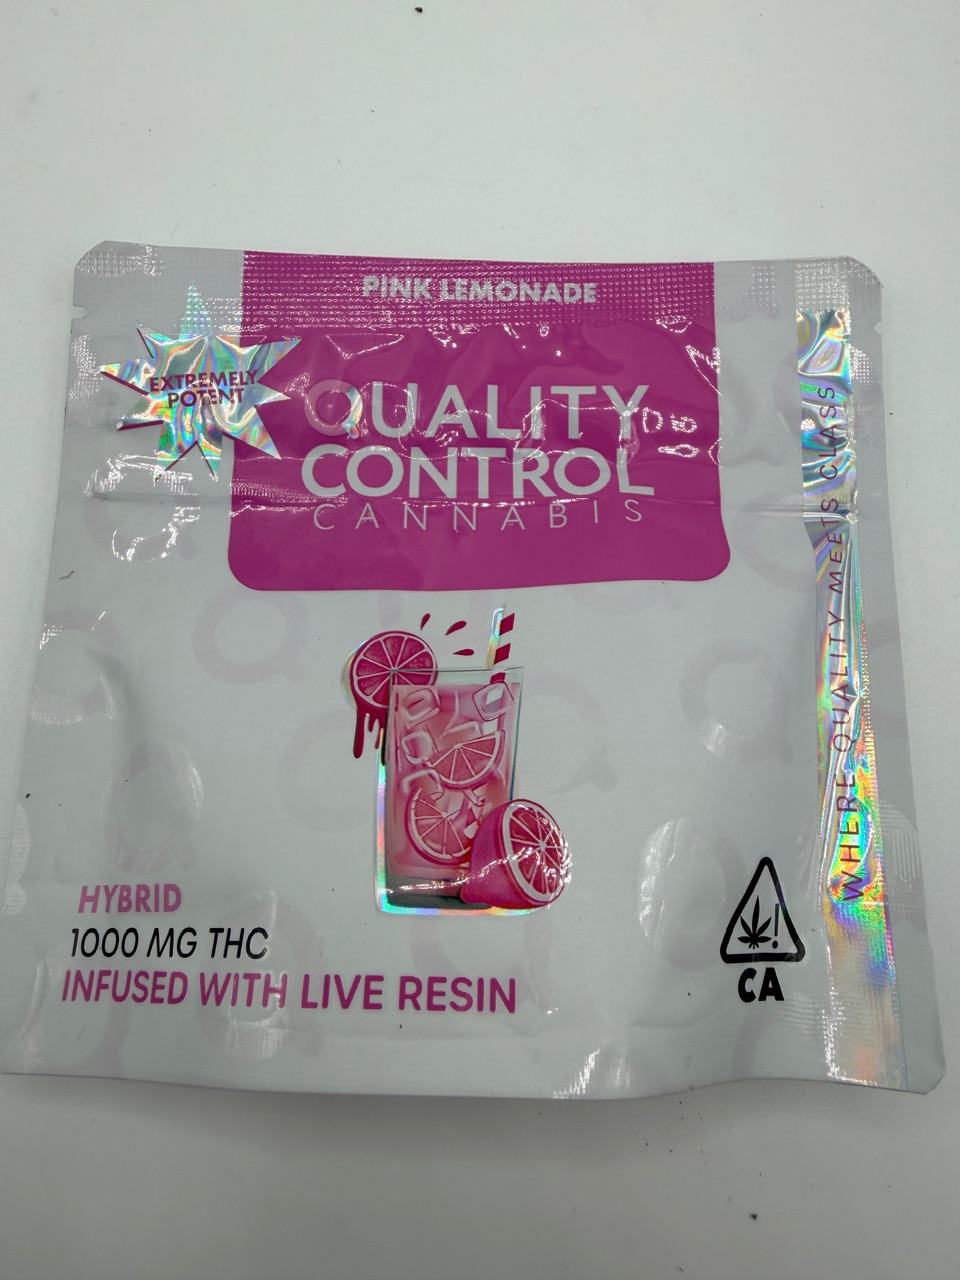 PINK LEMONADE
EXTREMELY
POTENT
QUALITY
CONTROL
CANNABIS
WHERE QUALITY MEETS CLASS
HYBRID
1000 MG THC
INFUSED WITH LIVE RESIN
!
CA